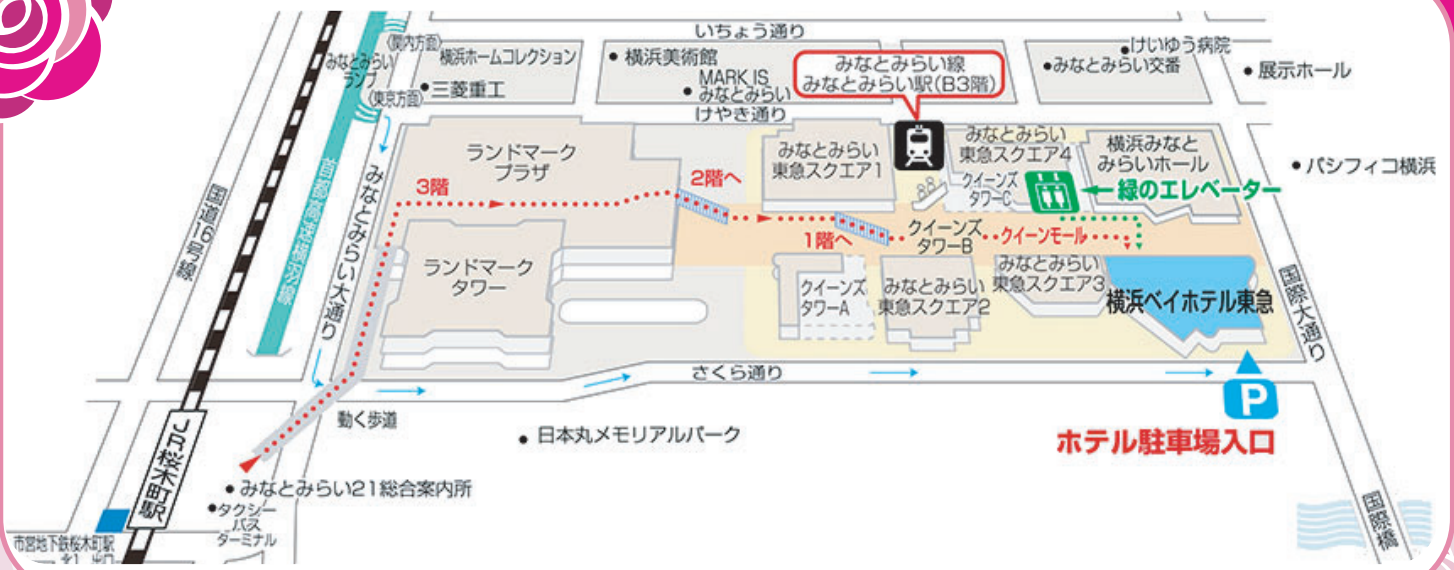 いちょう通り
〈関内方面〉
みなとみらい
ランプ
〈東京方面〉
横浜ホームコレクション
三菱重工
横浜美術館
MARK IS
みなとみらい
みなとみらい線
みなとみらい駅(B3階)
けいゆう病院
みなとみらい交番
展示ホール
けやき通り
ランドマーク
プラザ
みなとみらい
東急スクエア1
みなとみらい
東急スクエア4
横浜みなと
みらいホール
パシフィコ横浜
クイーンズ
タワーC
緑のエレベーター
3階
2階へ
1階へ
クイーンズ
タワーB
クイーンモール
国道16号線
首都高速横羽線
みなとみらい大通り
ランドマーク
タワー
クイーンズ
タワーA
みなとみらい
東急スクエア2
みなとみらい
東急スクエア3
横浜ベイホテル東急
国際大通り
さくら通り
P
ホテル駐車場入口
動く歩道
日本丸メモリアルパーク
JR桜木町駅
みなとみらい21総合案内所
タクシー
バス
ターミナル
市営地下鉄桜木町駅
国際橋